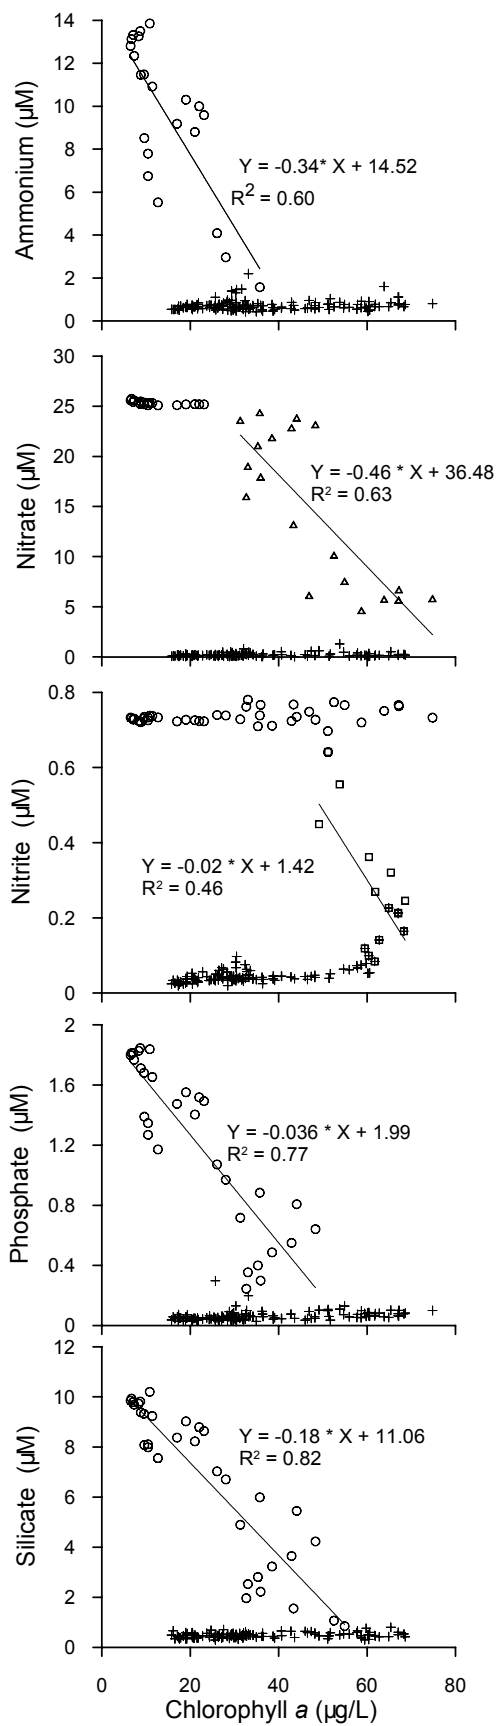 16
14
12
10
8
6
4
2
0
Ammonium (µM)
Y = -0.34* X + 14.52
R² = 0.60
30
25
20
15
10
5
0
Nitrate (µM)
Y = -0.46 * X + 36.48
R² = 0.63
0.8
0.6
0.4
0.2
0
Nitrite (µM)
Y = -0.02 * X + 1.42
R² = 0.46
2
1.6
1.2
0.8
0.4
0
Phosphate (µM)
Y = -0.036 * X + 1.99
R² = 0.77
12
10
8
6
4
2
0
Silicate (µM)
Y = -0.18 * X + 11.06
R² = 0.82
0 20 40 60 80
Chlorophyll a (µg/L)